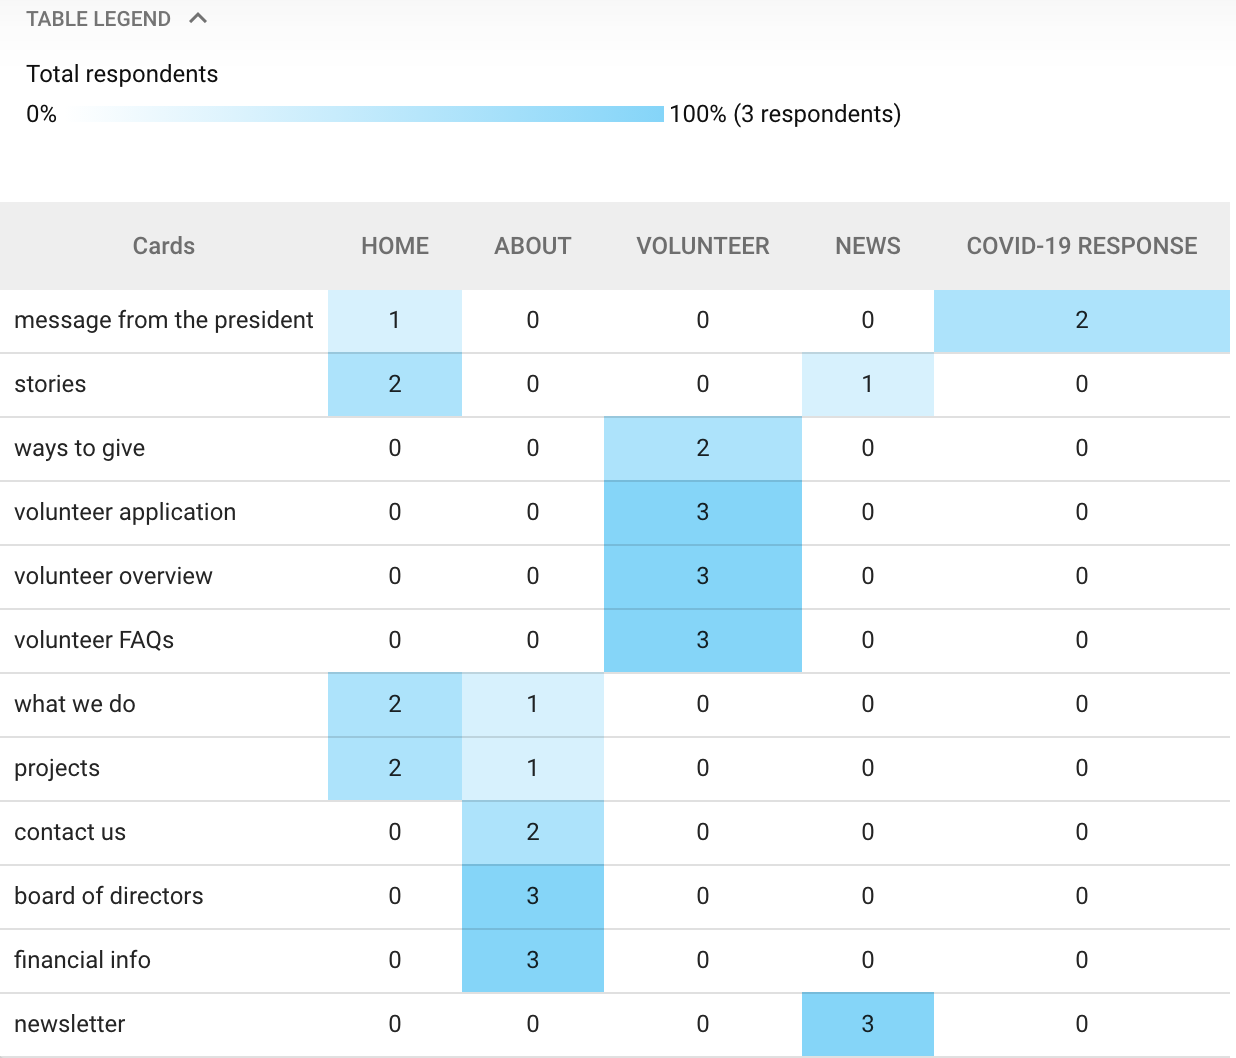 TABLE LEGEND
Total respondents
0% 100% (3 respondents)
Cards HOME ABOUT VOLUNTEER NEWS COVID-19 RESPONSE
message from the president 1 0 0 0 2
stories 2 0 0 1 0
ways to give 0 0 2 0 0
volunteer application 0 0 3 0 0
volunteer overview 0 0 3 0 0
volunteer FAQs 0 0 3 0 0
what we do 2 1 0 0 0
projects 2 1 0 0 0
contact us 0 2 0 0 0
board of directors 0 3 0 0 0
financial info 0 3 0 0 0
newsletter 0 0 0 3 0